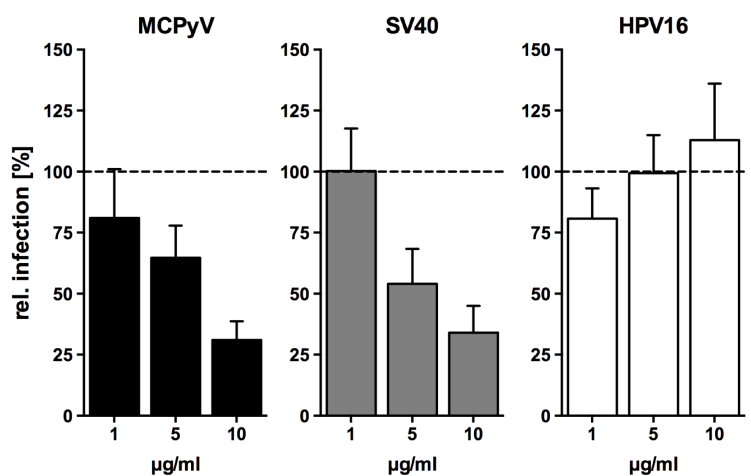 MCPyV SV40 HPV16
rel. infection [%]
150 150 150
125 125 125
100 100 100
75 75 75
50 50 50
25 25 25
0 0 0
1 5 10 1 5 10 1 5 10
µg/ml µg/ml µg/ml